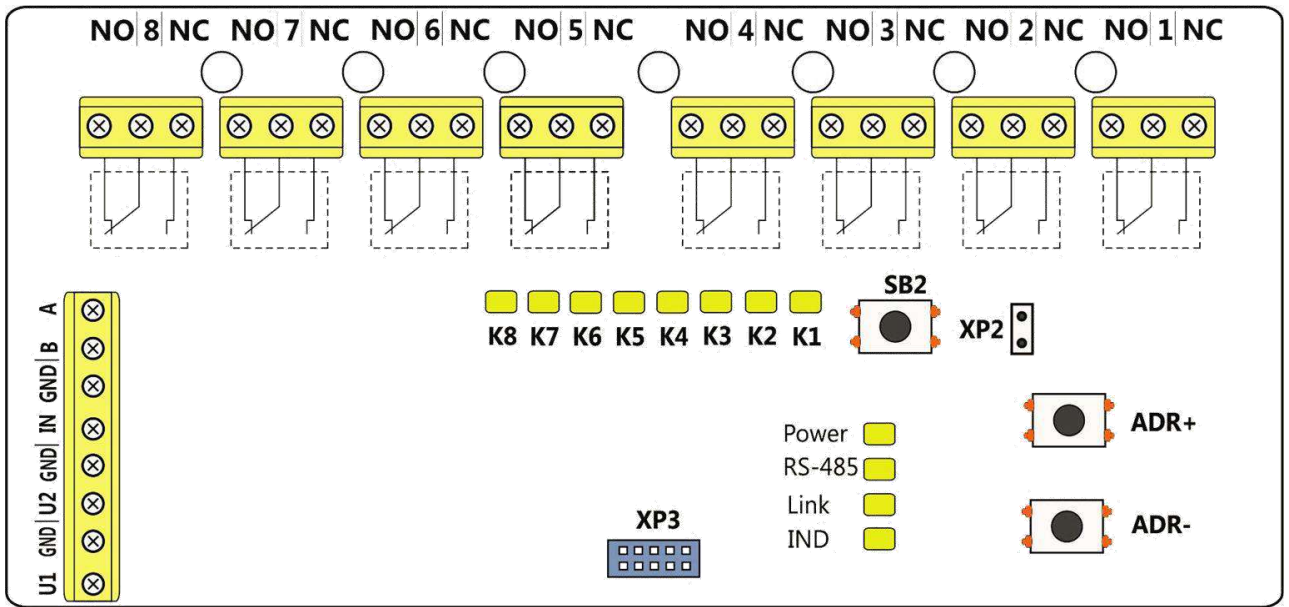 NO|8|NC NO|7|NC NO|6|NC NO|5|NC NO|4|NC NO|3|NC NO|2|NC NO|1|NC
SB2
XP2
K8 K7 K6 K5 K4 K3 K2 K1
U1 GND|U2 GND|IN GND|B A
ADR+
Power
RS-485
Link
IND
XP3
ADR-